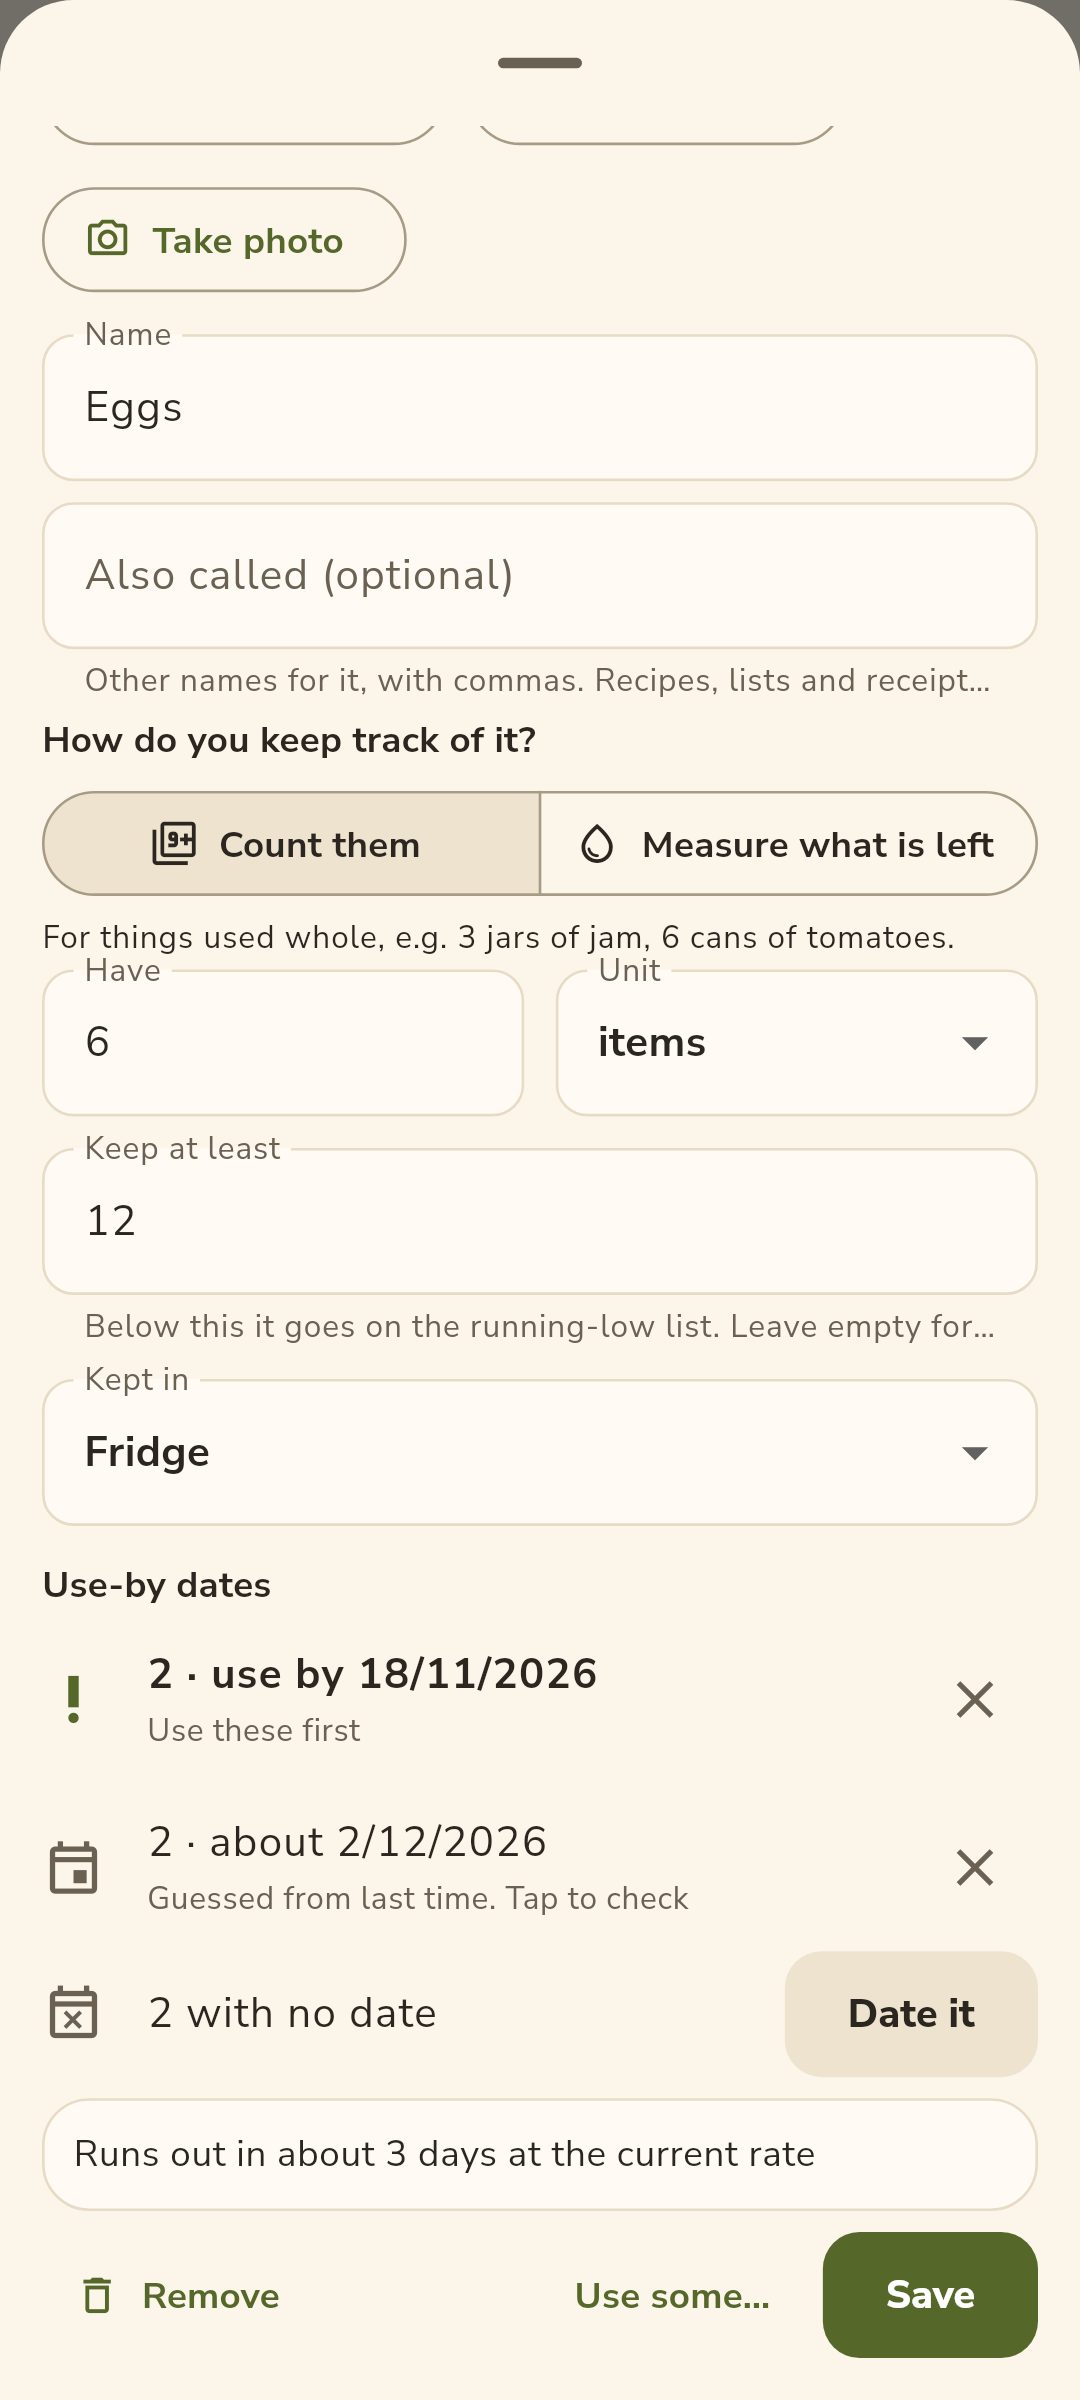 Take photo
Name
Eggs
Also called (optional)
Other names for it, with commas. Recipes, lists and receipt...
How do you keep track of it?
Count them
Measure what is left
For things used whole, e.g. 3 jars of jam, 6 cans of tomatoes.
Have
Unit
6
items
Keep at least
12
Below this it goes on the running-low list. Leave empty for...
Kept in
Fridge
Use-by dates
2 · use by 18/11/2026
Use these first
2 · about 2/12/2026
Guessed from last time. Tap to check
2 with no date
Date it
Runs out in about 3 days at the current rate
Remove
Use some...
Save